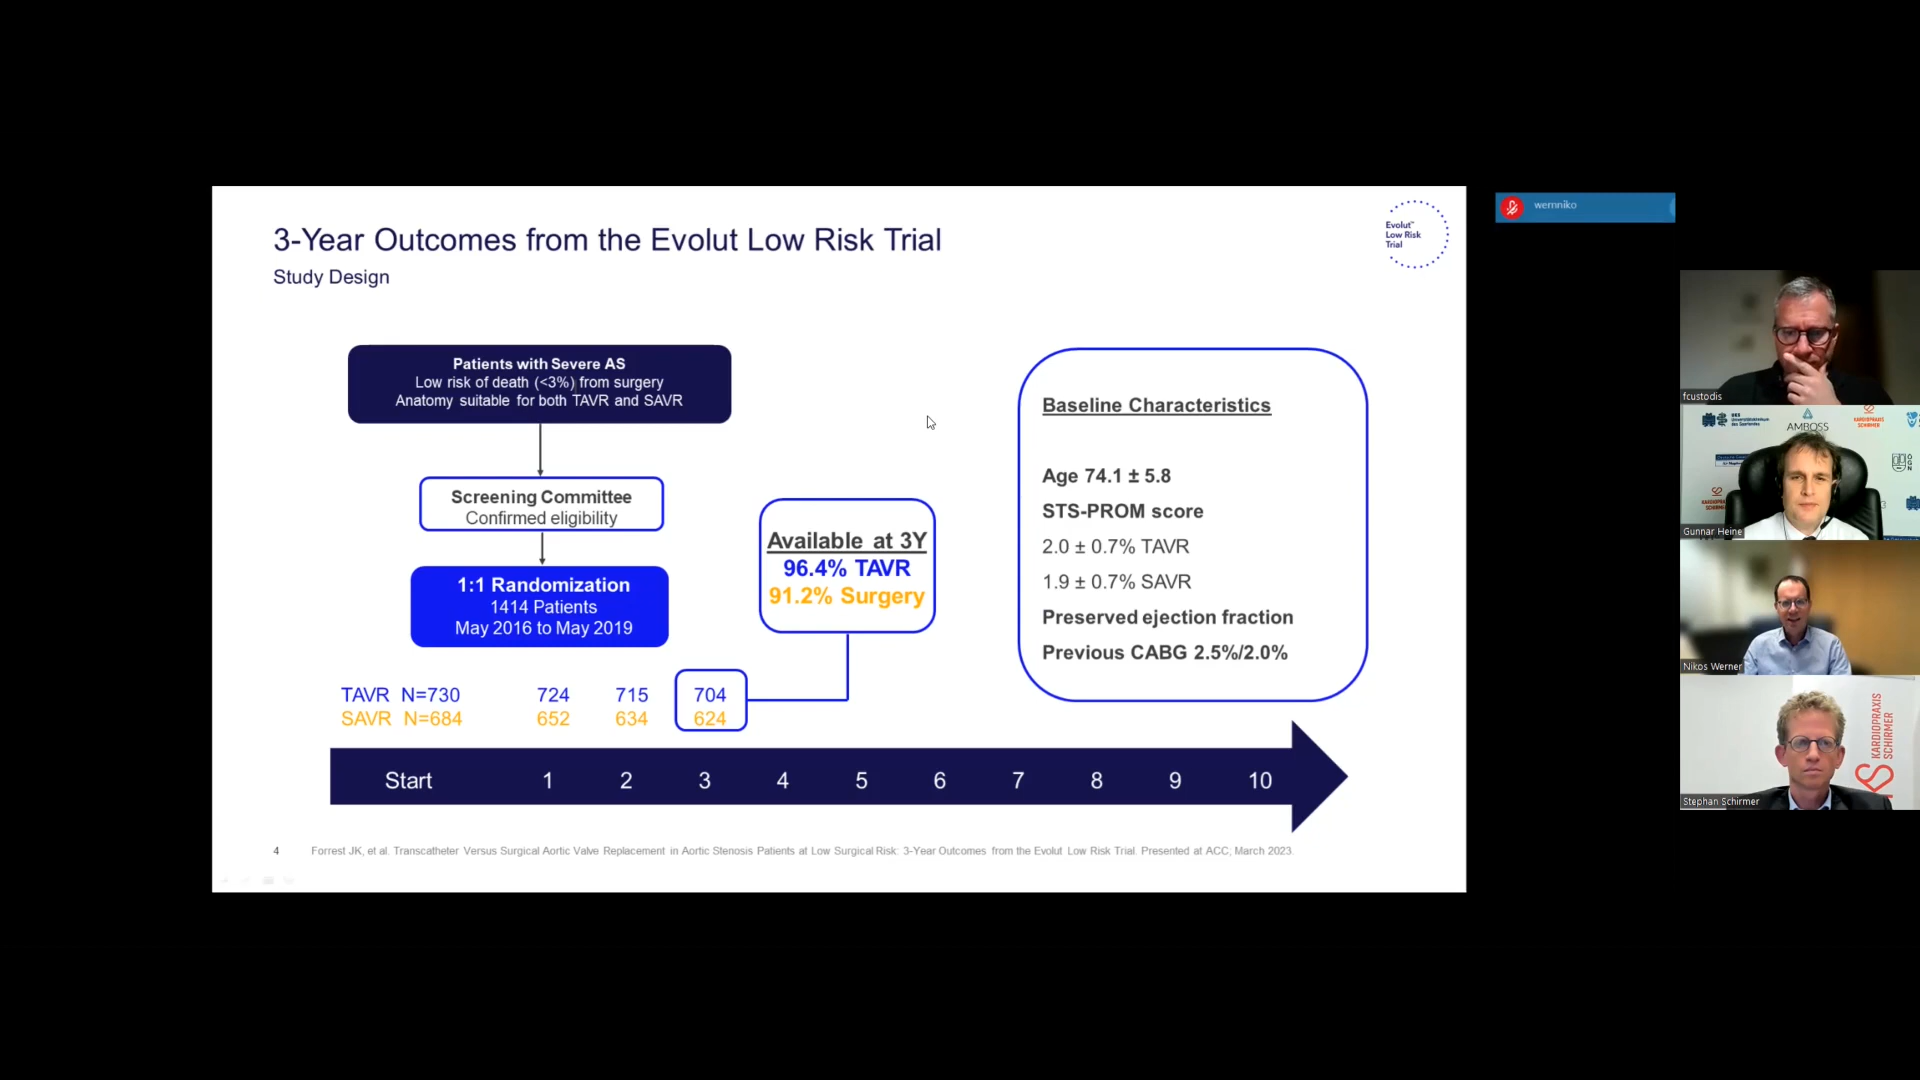 3-Year Outcomes from the Evolut Low Risk Trial
Study Design
Evolut™
Low Risk
Trial
Patients with Severe AS
Low risk of death (<3%) from surgery
Anatomy suitable for both TAVR and SAVR
Screening Committee
Confirmed eligibility
1:1 Randomization
1414 Patients
May 2016 to May 2019
Available at 3Y
96.4% TAVR
91.2% Surgery
TAVR N=730 724 715 704
SAVR N=684 652 634 624
Start 1 2 3 4 5 6 7 8 9 10
Baseline Characteristics
Age 74.1 ± 5.8
STS-PROM score
2.0 ± 0.7% TAVR
1.9 ± 0.7% SAVR
Preserved ejection fraction
Previous CABG 2.5%/2.0%
4 Forrest JK, et al. Transcatheter Versus Surgical Aortic Valve Replacement in Aortic Stenosis Patients at Low Surgical Risk: 3-Year Outcomes from the Evolut Low Risk Trial. Presented at ACC; March 2023.
wernniko
fcustodis
UKS
Universitätsklinikum
des Saarlandes
AMBOSS
KARDIOPRAXIS
SCHIRMER
Gunnar Heine
Nikos Werner
KARDIOPRAXIS
SCHIRMER
Stephan Schirmer